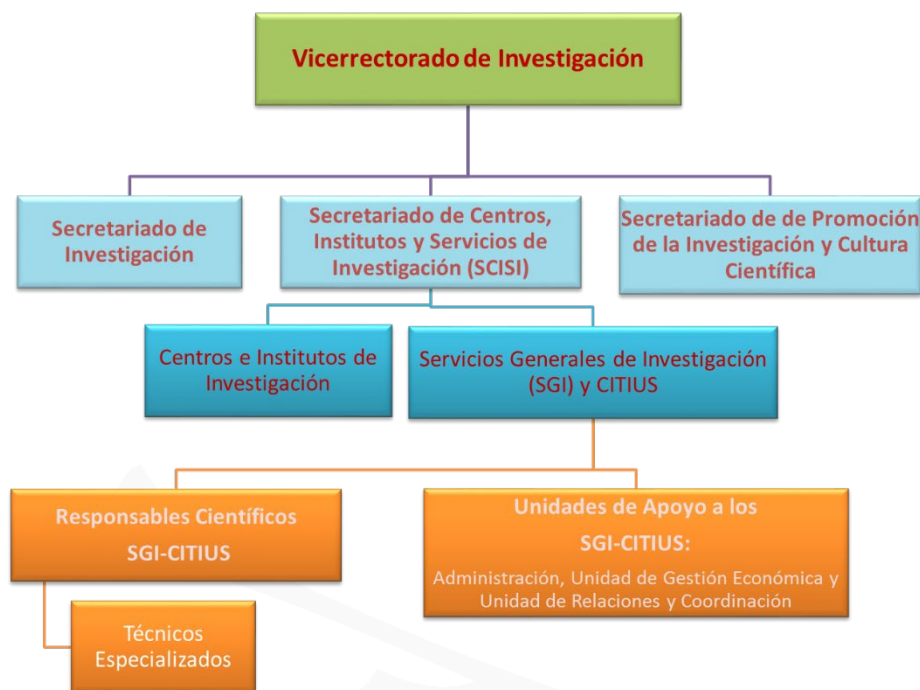 Vicerrectorado de Investigación
Secretariado de
Investigación
Secretariado de Centros,
Institutos y Servicios de
Investigación (SCISI)
Secretariado de de Promoción
de la Investigación y Cultura
Científica
Centros e Institutos de
Investigación
Servicios Generales de Investigación
(SGI) y CITIUS
Responsables Científicos
SGI-CITIUS
Unidades de Apoyo a los
SGI-CITIUS:
Administración, Unidad de Gestión Económica y
Unidad de Relaciones y Coordinación
Técnicos
Especializados